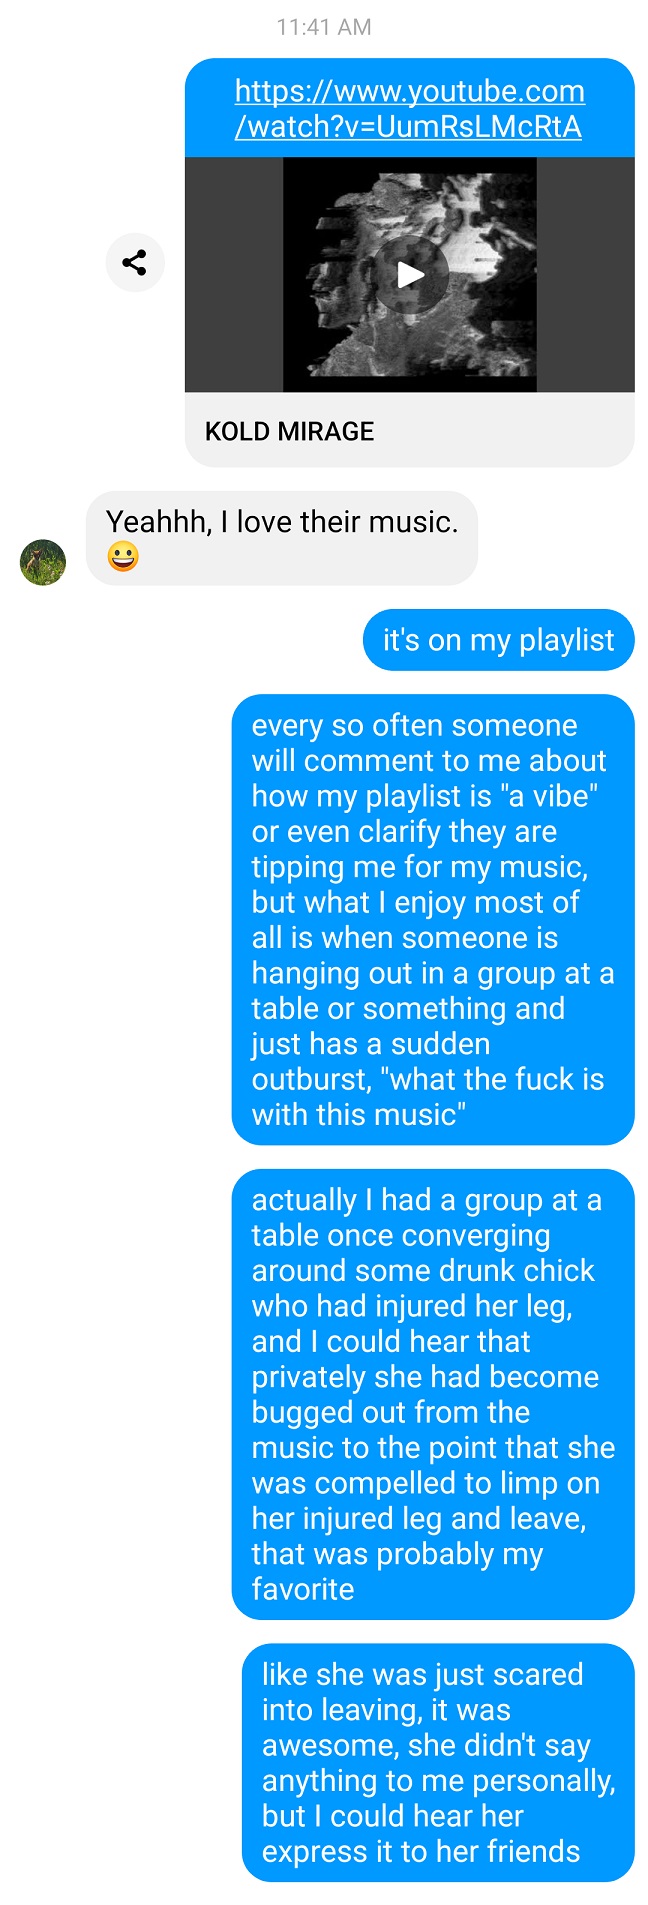 11:41 AM
https://www.youtube.com
/watch?v=UumRsLMcRtA
KOLD MIRAGE
Yeahhh, I love their music.
😀
it's on my playlist
every so often someone
will comment to me about
how my playlist is "a vibe"
or even clarify they are
tipping me for my music,
but what I enjoy most of
all is when someone is
hanging out in a group at a
table or something and
just has a sudden
outburst, "what the fuck is
with this music"
actually I had a group at a
table once converging
around some drunk chick
who had injured her leg,
and I could hear that
privately she had become
bugged out from the
music to the point that she
was compelled to limp on
her injured leg and leave,
that was probably my
favorite
like she was just scared
into leaving, it was
awesome, she didn't say
anything to me personally,
but I could hear her
express it to her friends